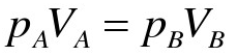 p_A V_A = p_B V_B